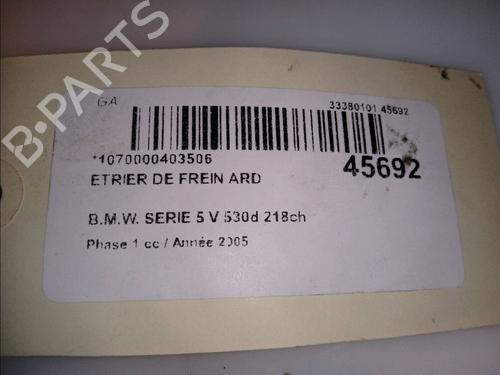 B-PARTS
GA
33380101 45692
*1070000403506
45692
ETRIER DE FREIN ARD
B.M.W. SERIE 5 V 530d 218ch
Phase 1 cc / Année 2005